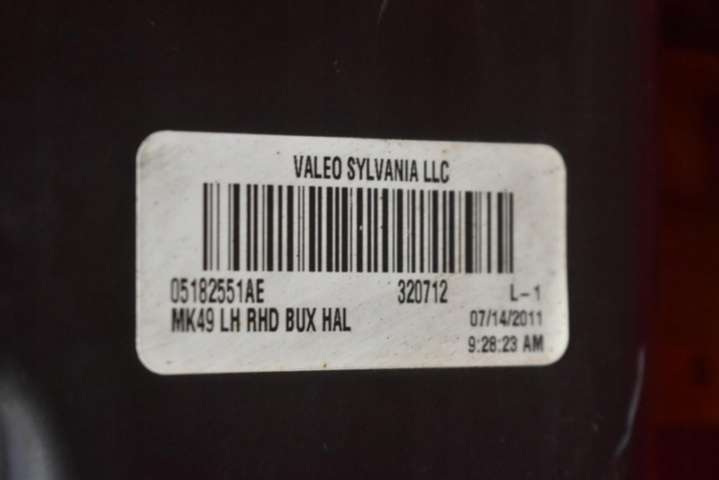 VALEO SYLVANIA LLC
05182551AE 320712 L-1
MK49 LH RHD BUX HAL 07/14/2011
9:28:23 AM